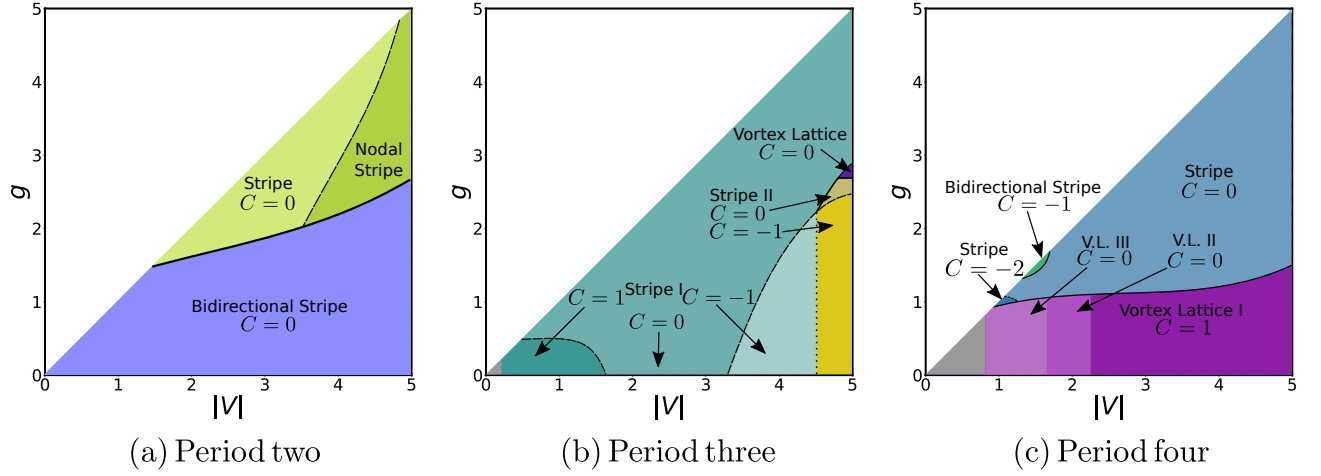 5
4
3
2
1
0
g
Stripe
C = 0
Nodal
Stripe
Bidirectional Stripe
C = 0
0 1 2 3 4 5
|V|
(a) Period two
5
4
3
2
1
0
g
Vortex Lattice
C = 0
Stripe II
C = 0
C = −1
C = 1 Stripe I C = −1
C = 0
0 1 2 3 4 5
|V|
(b) Period three
5
4
3
2
1
0
g
Stripe
C = 0
Bidirectional Stripe
C = −1
Stripe
C = −2
V.L. III
C = 0
V.L. II
C = 0
Vortex Lattice I
C = 1
0 1 2 3 4 5
|V|
(c) Period four